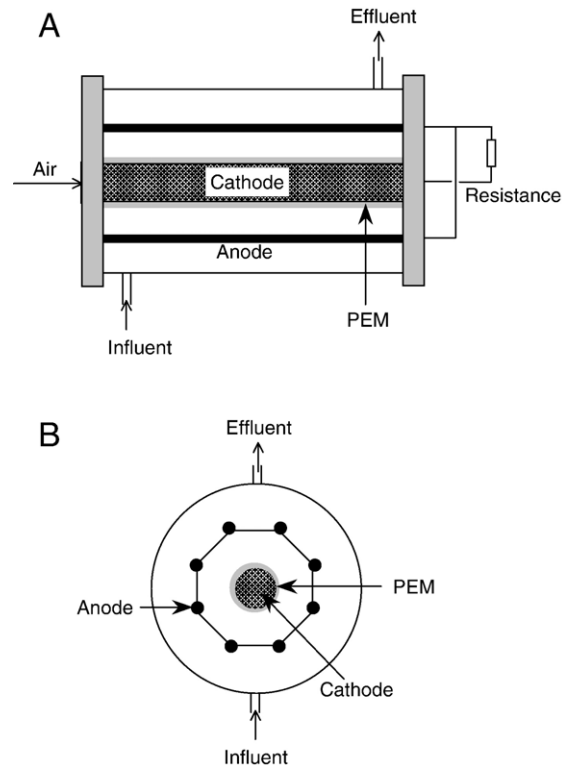 A
Effluent
Air
Cathode
Resistance
Anode
PEM
Influent
B
Effluent
PEM
Anode
Cathode
Influent